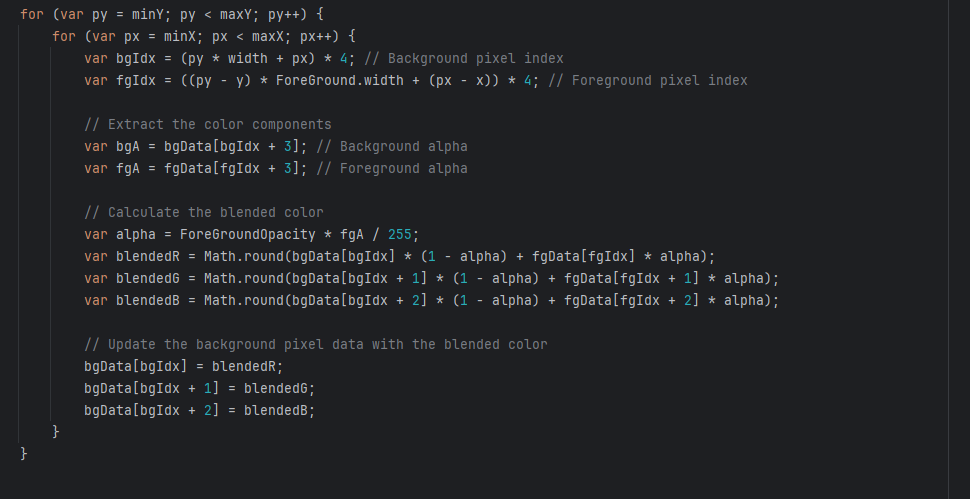 for (var py = minY; py < maxY; py++) {
    for (var px = minX; px < maxX; px++) {
        var bgIdx = (py * width + px) * 4; // Background pixel index
        var fgIdx = ((py - y) * ForeGround.width + (px - x)) * 4; // Foreground pixel index

        // Extract the color components
        var bgA = bgData[bgIdx + 3]; // Background alpha
        var fgA = fgData[fgIdx + 3]; // Foreground alpha

        // Calculate the blended color
        var alpha = ForeGroundOpacity * fgA / 255;
        var blendedR = Math.round(bgData[bgIdx] * (1 - alpha) + fgData[fgIdx] * alpha);
        var blendedG = Math.round(bgData[bgIdx + 1] * (1 - alpha) + fgData[fgIdx + 1] * alpha);
        var blendedB = Math.round(bgData[bgIdx + 2] * (1 - alpha) + fgData[fgIdx + 2] * alpha);

        // Update the background pixel data with the blended color
        bgData[bgIdx] = blendedR;
        bgData[bgIdx + 1] = blendedG;
        bgData[bgIdx + 2] = blendedB;
    }
}